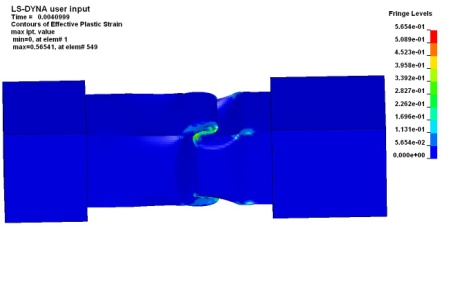 LS-DYNA user input
Time = 0.0040999
Contours of Effective Plastic Strain
max ipt. value
min=0, at elem# 1
max=0.56541, at elem# 549
Fringe Levels
5.654e-01
5.089e-01
4.523e-01
3.958e-01
3.392e-01
2.827e-01
2.262e-01
1.696e-01
1.131e-01
5.654e-02
0.000e+00